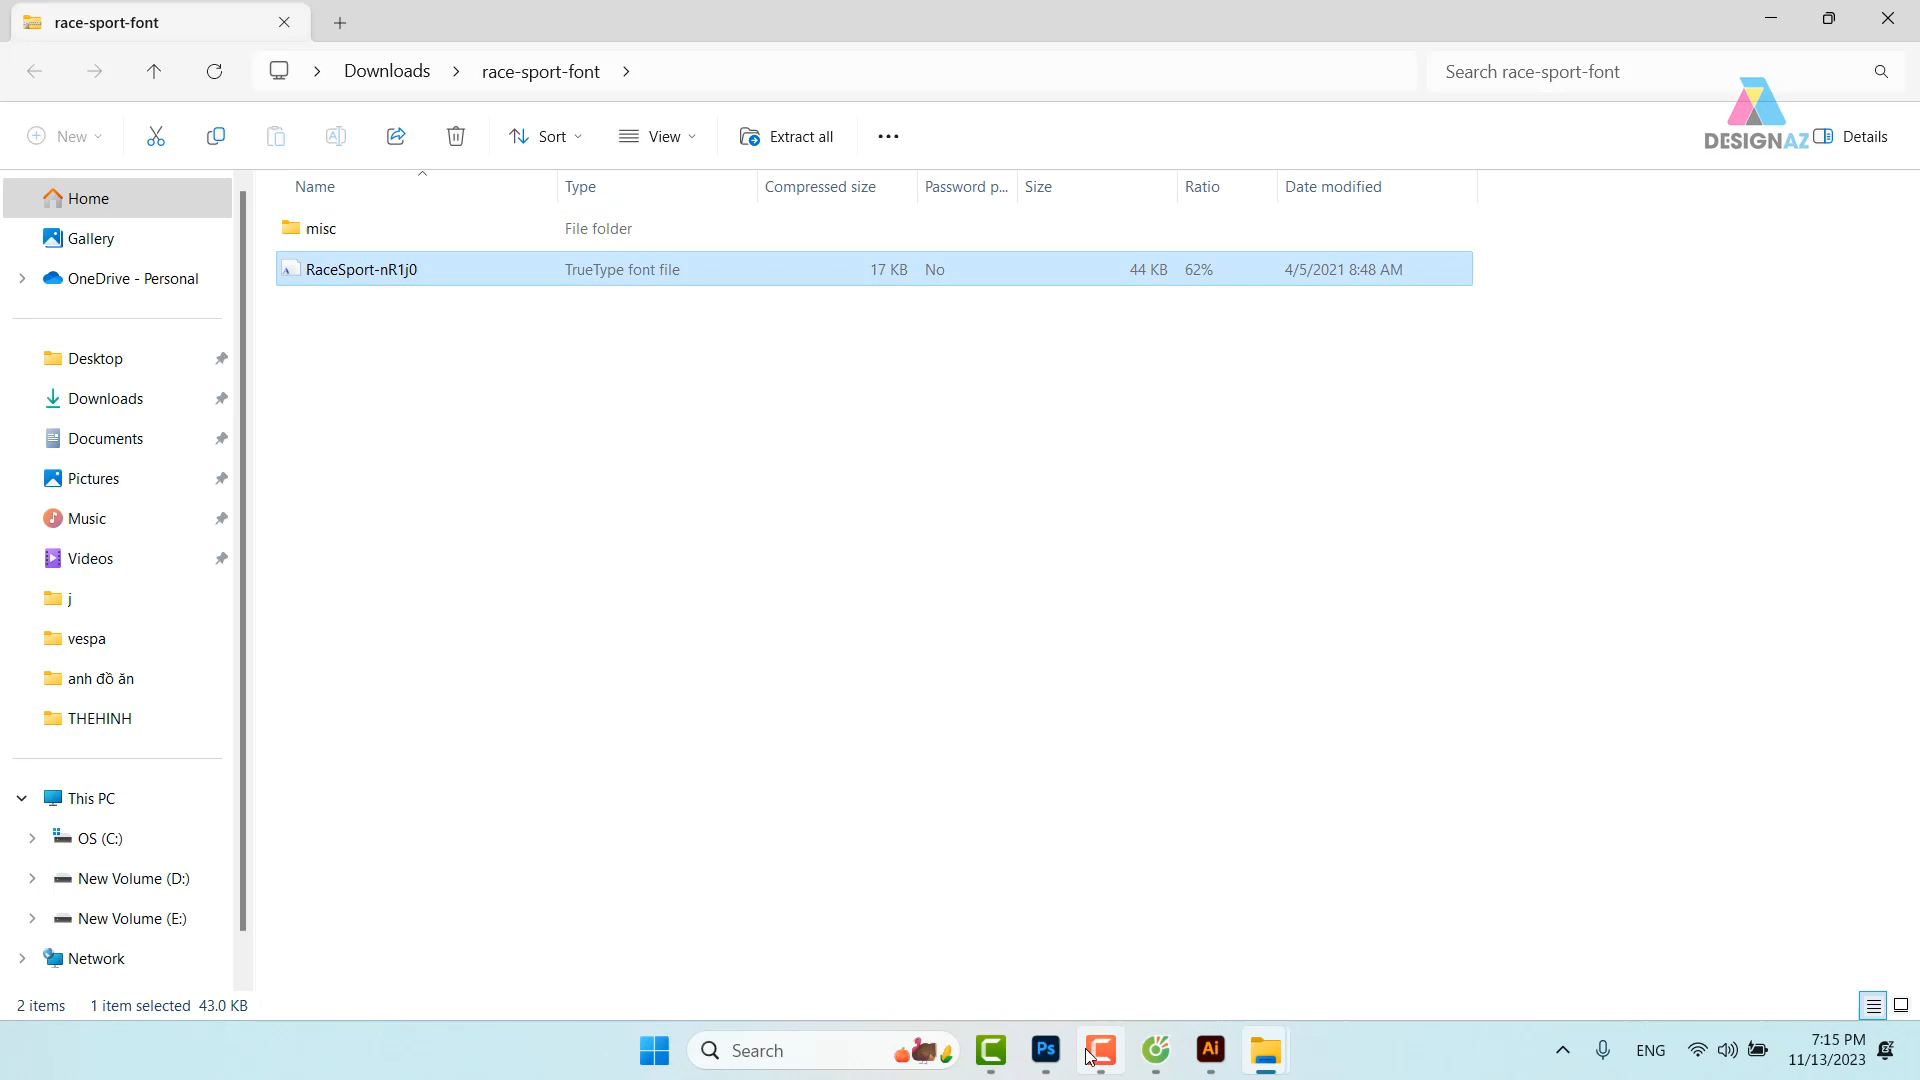 race-sport-font
Downloads
race-sport-font
Search race-sport-font
DESIGNAZ
New
Sort
View
Extract all
Details
Name
Type
Compressed size
Password p...
Size
Ratio
Date modified
misc
File folder
RaceSport-nR1j0
TrueType font file
17 KB
No
44 KB
62%
4/5/2021 8:48 AM
Home
Gallery
OneDrive - Personal
Desktop
Downloads
Documents
Pictures
Music
Videos
j
vespa
anh đồ ăn
THEHINH
This PC
OS (C:)
New Volume (D:)
New Volume (E:)
Network
2 items
1 item selected 43.0 KB
Search
Ps
Ai
ENG
7:15 PM
11/13/2023